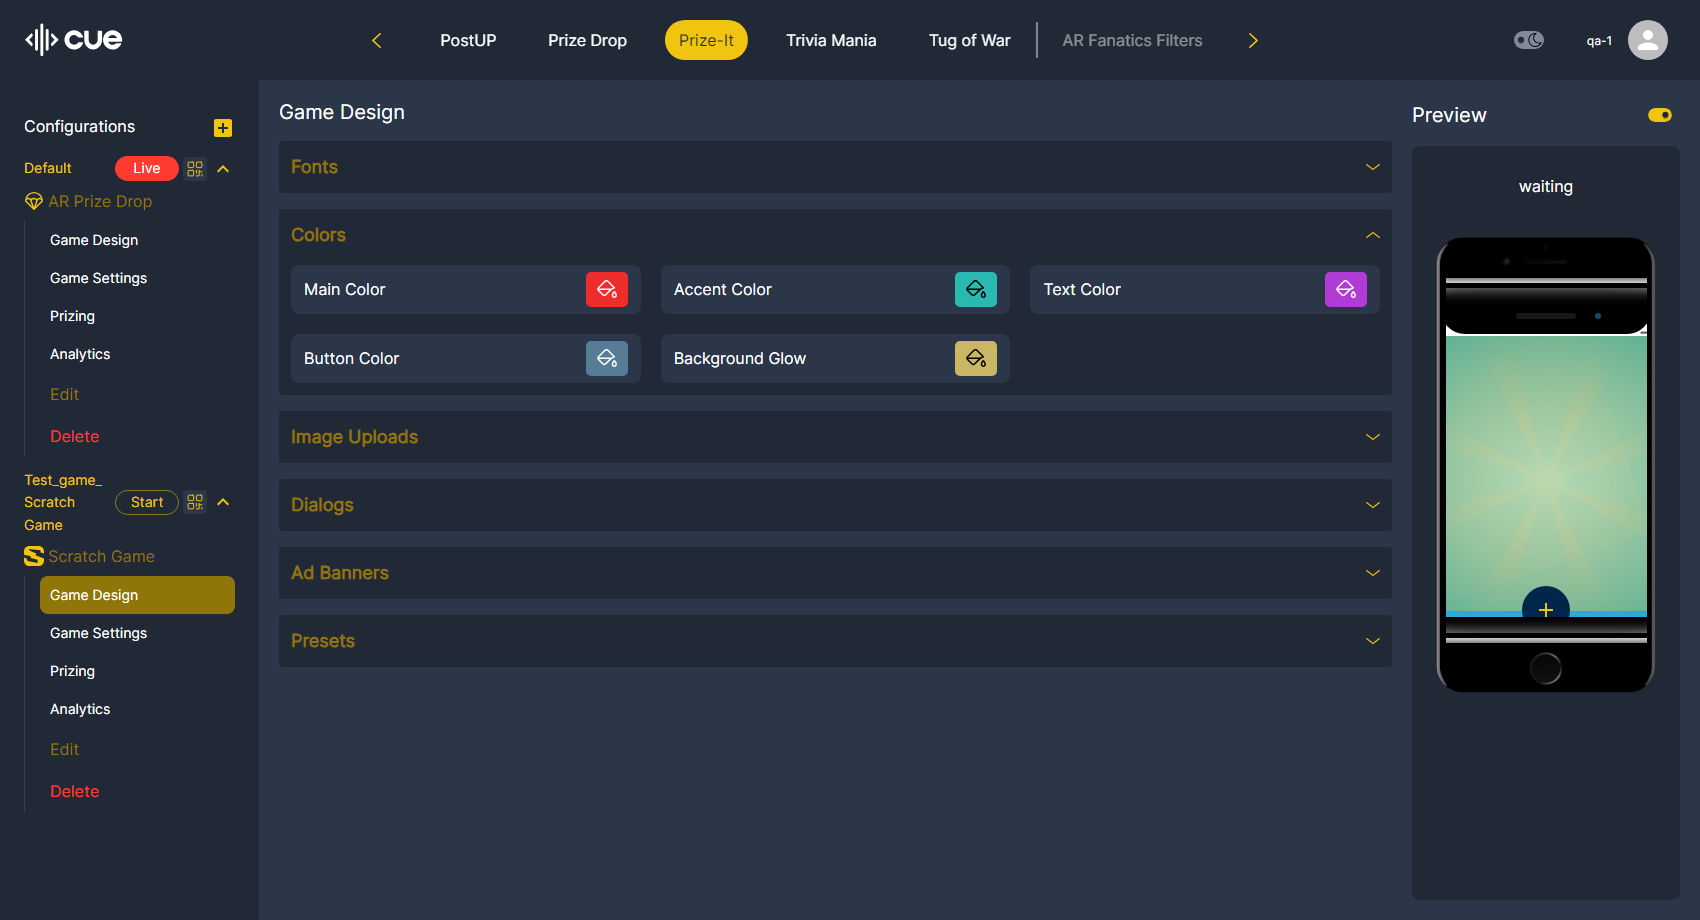 cue
PostUP
Prize Drop
Prize-It
Trivia Mania
Tug of War
AR Fanatics Filters
qa-1
Configurations
Default
Live
AR Prize Drop
Game Design
Game Settings
Prizing
Analytics
Edit
Delete
Test_game_
Scratch
Game
Start
Scratch Game
Game Design
Game Settings
Prizing
Analytics
Edit
Delete
Game Design
Fonts
Colors
Main Color
Accent Color
Text Color
Button Color
Background Glow
Image Uploads
Dialogs
Ad Banners
Presets
Preview
waiting